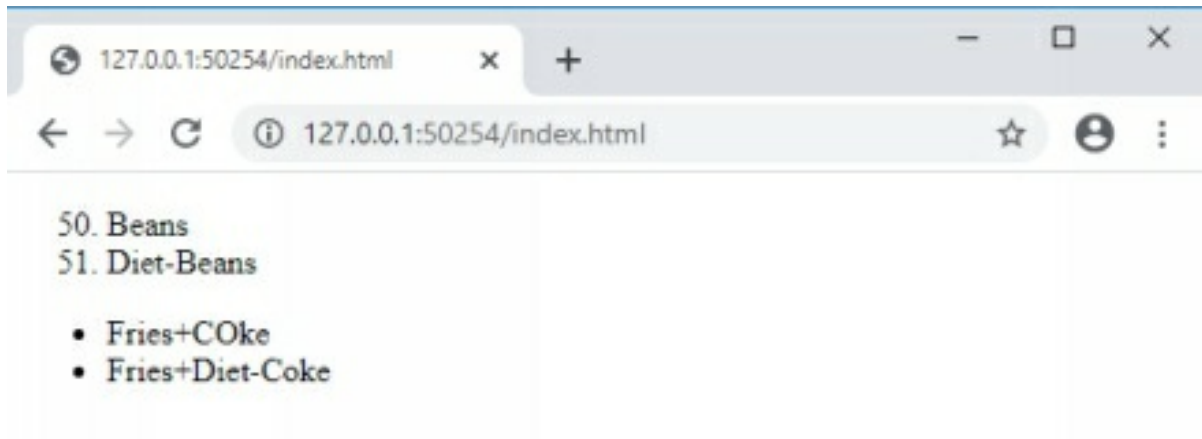 127.0.0.1:50254/index.html
127.0.0.1:50254/index.html
50. Beans
51. Diet-Beans
• Fries+COke
• Fries+Diet-Coke